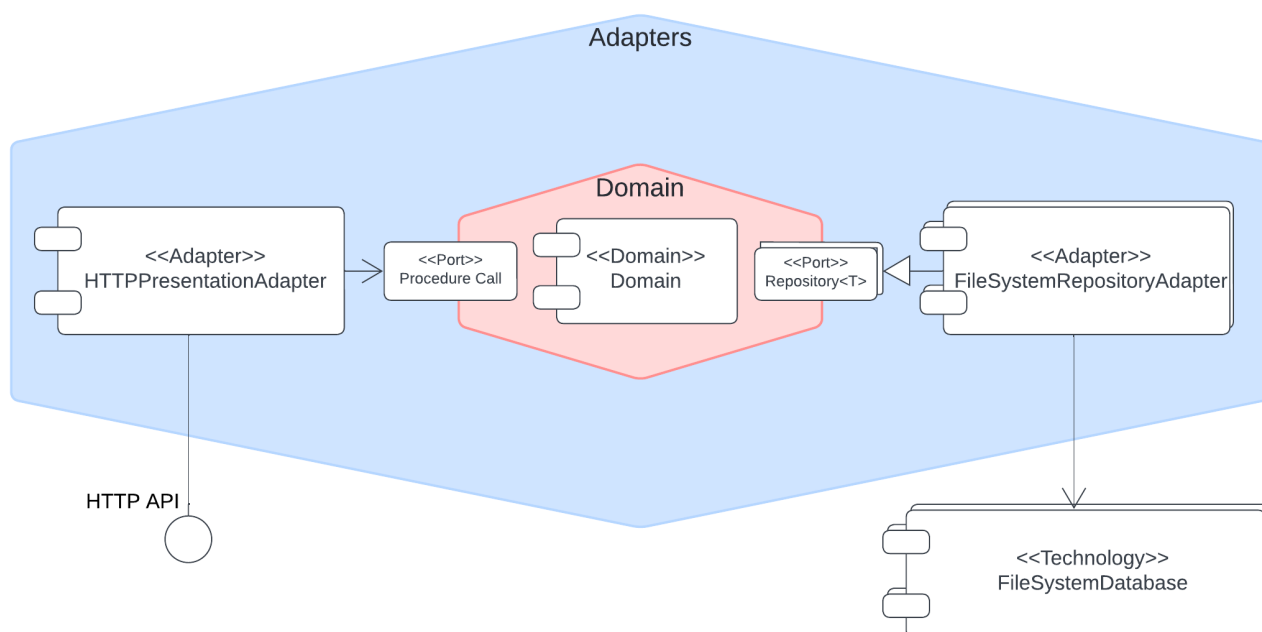 Adapters
Domain
<<Adapter>>
HTTPPresentationAdapter
<<Port>>
Procedure Call
<<Domain>>
Domain
<<Port>>
Repository<T>
<<Adapter>>
FileSystemRepositoryAdapter
HTTP API
<<Technology>>
FileSystemDatabase